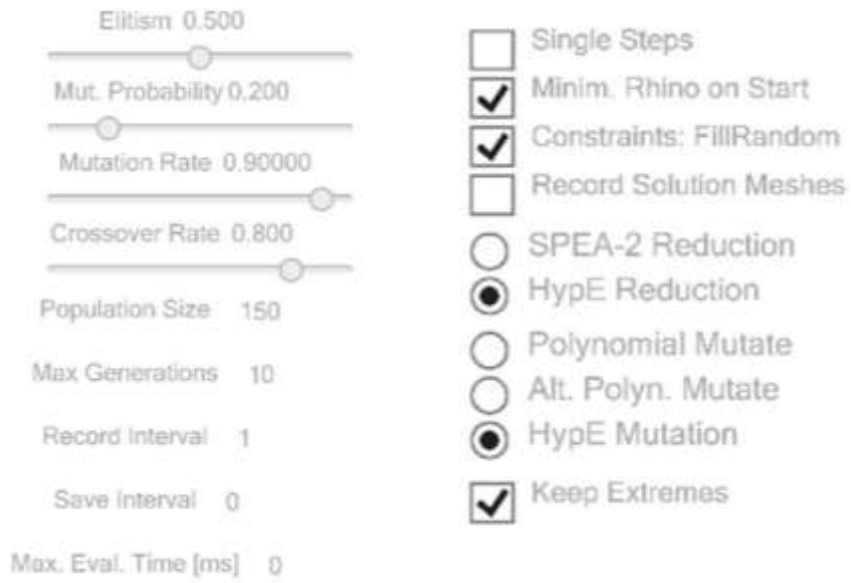 Elitism 0.500
Mut. Probability 0.200
Mutation Rate 0.90000
Crossover Rate 0.800
Population Size 150
Max Generations 10
Record Interval 1
Save Interval 0
Max. Eval. Time [ms] 0
Single Steps
Minim. Rhino on Start
Constraints: FillRandom
Record Solution Meshes
SPEA-2 Reduction
HypE Reduction
Polynomial Mutate
Alt. Polyn. Mutate
HypE Mutation
Keep Extremes